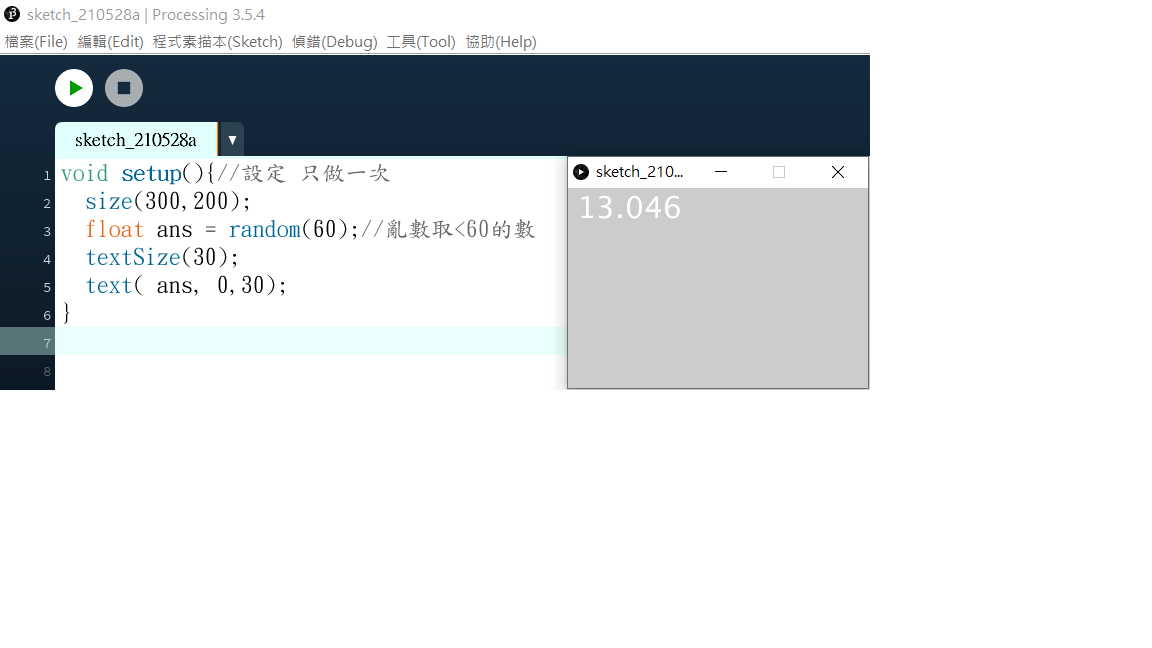 sketch_210528a | Processing 3.5.4
檔案(File) 編輯(Edit) 程式素描本(Sketch) 偵錯(Debug) 工具(Tool) 協助(Help)
sketch_210528a ▼
1 void setup(){//設定 只做一次
2   size(300,200);
3   float ans = random(60);//亂數取<60的數
4   textSize(30);
5   text( ans, 0,30);
6 }
7
8
sketch_210...
13.046